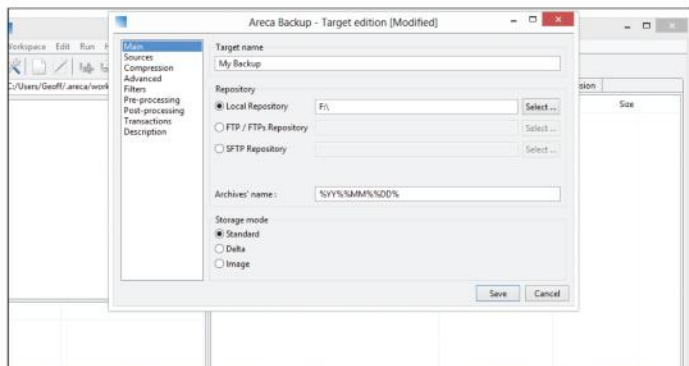 Areca Backup - Target edition [Modified]
Workspace Edit Run
C:/Users/Geoff/.areca/work
Main
Sources
Compression
Advanced
Filters
Pre-processing
Post-processing
Transactions
Description
Target name
My Backup
Repository
Local Repository
F:\
Select ...
FTP / FTPs Repository
Select ...
SFTP Repository
Select ...
Archives' name :
%YY%%MM%%DD%
Storage mode
Standard
Delta
Image
Save
Cancel
Size